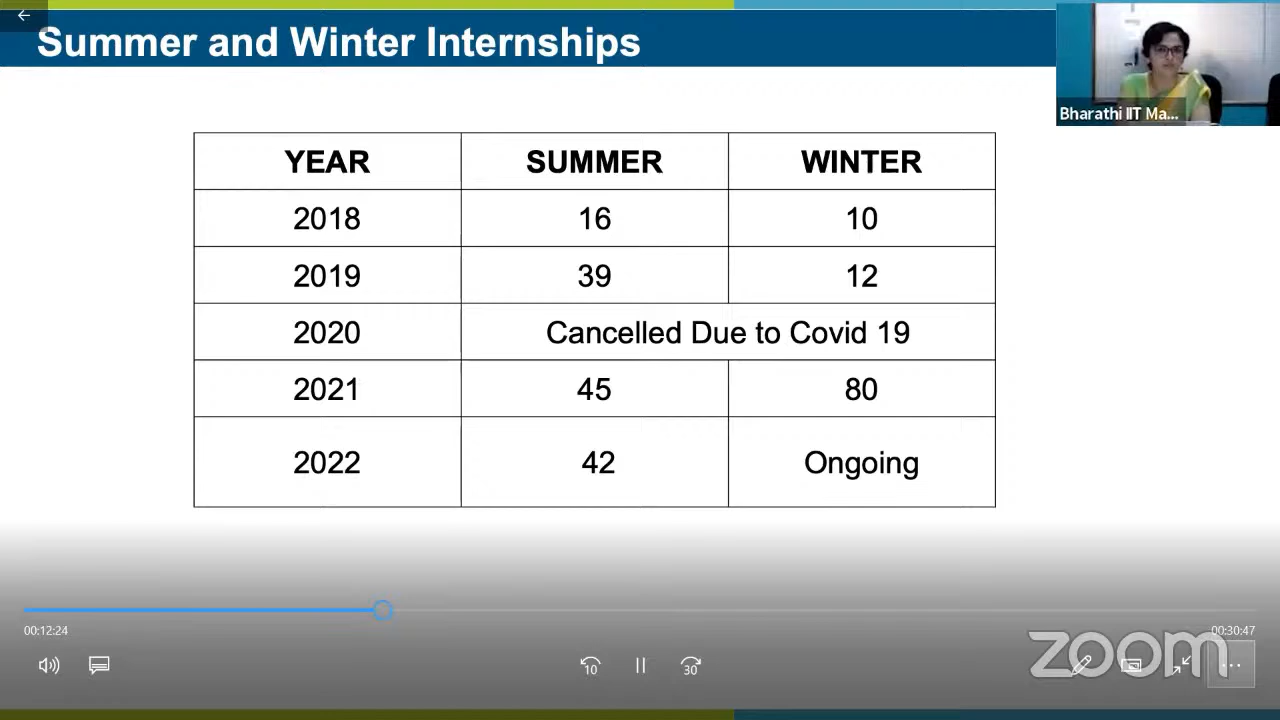 Summer and Winter Internships
Bharathi IIT Ma...
YEAR SUMMER WINTER
2018 16 10
2019 39 12
2020 Cancelled Due to Covid 19
2021 45 80
2022 42 Ongoing
00:12:24 00:30:47
10 30
zoom